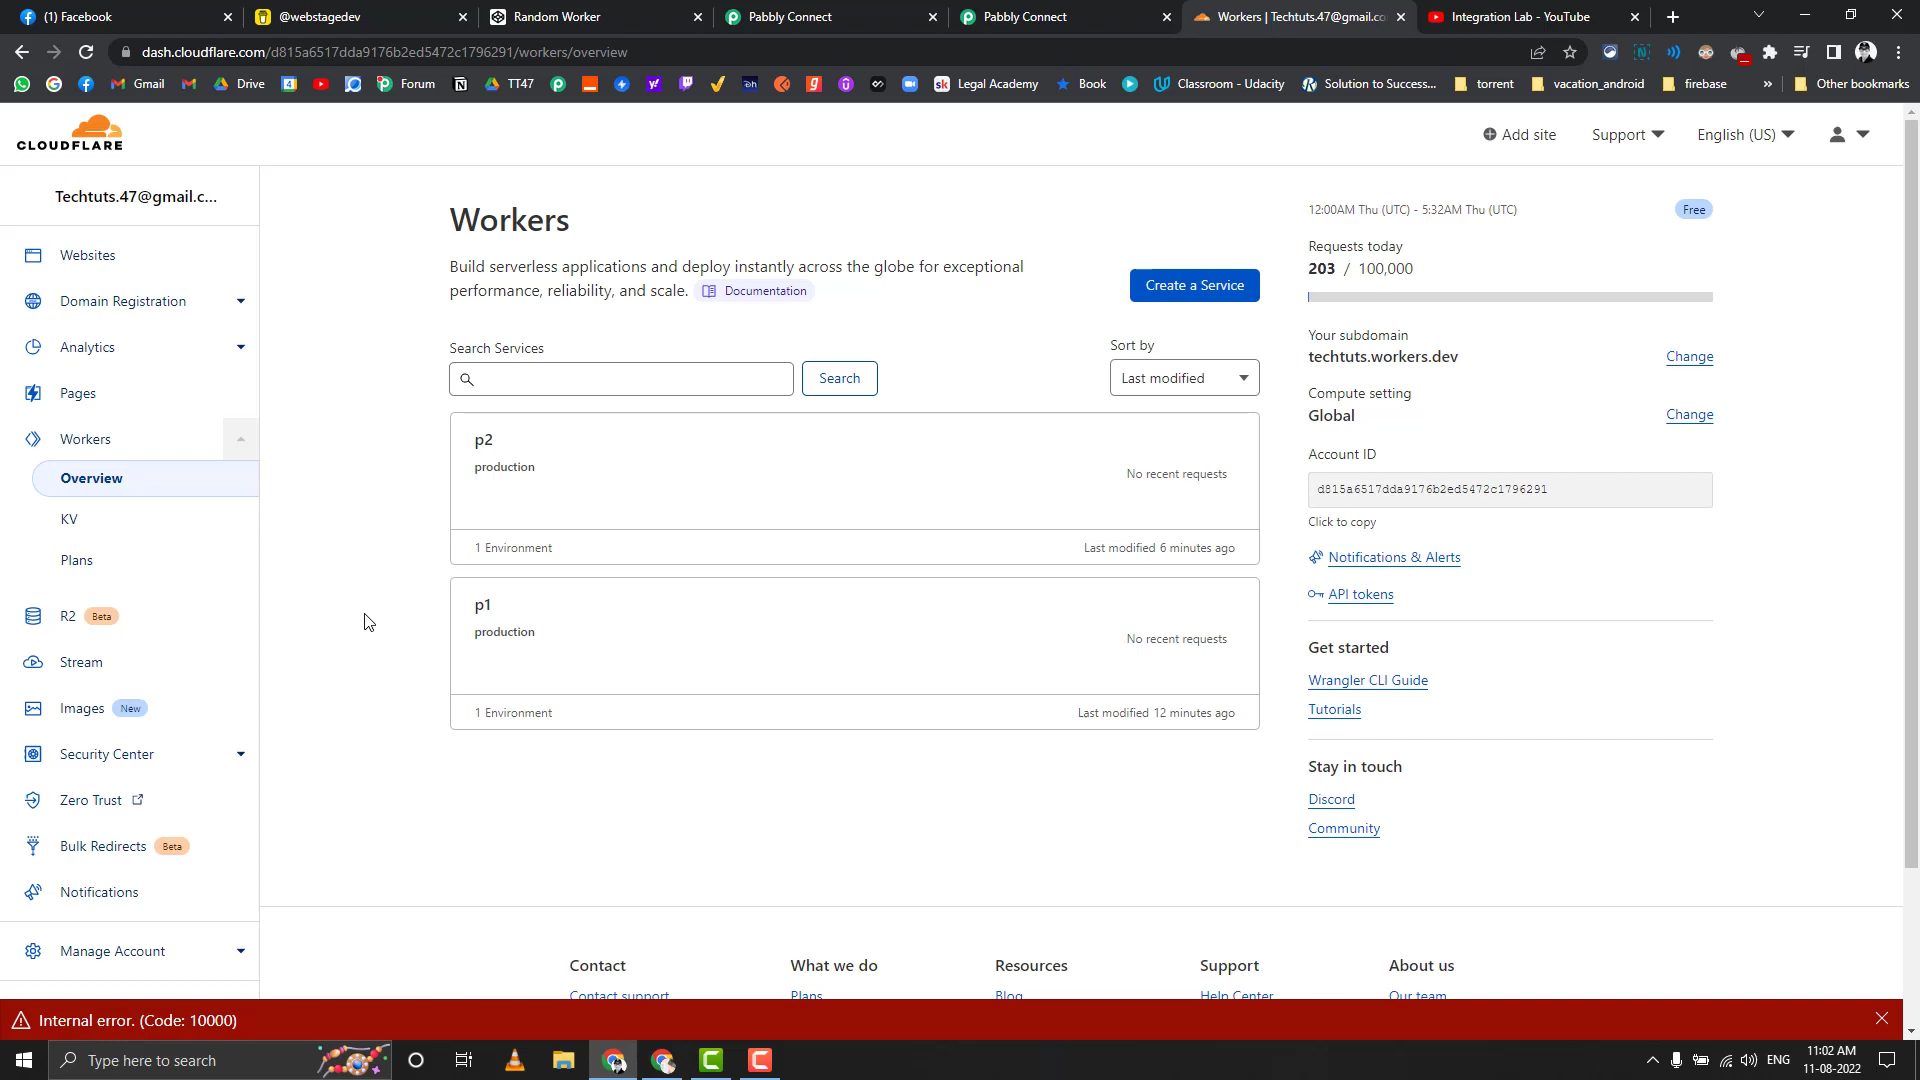 (1) Facebook
@webstagedev
Random Worker
Pabbly Connect
Pabbly Connect
Workers | Techtuts.47@gmail.co
Integration Lab - YouTube
dash.cloudflare.com/d815a6517dda9176b2ed5472c1796291/workers/overview
Gmail
Drive
Forum
TT47
Legal Academy
Book
Classroom - Udacity
Solution to Success...
torrent
vacation_android
firebase
Other bookmarks
CLOUDFLARE
Add site
Support
English (US)
Techtuts.47@gmail.c...
Websites
Domain Registration
Analytics
Pages
Workers
Overview
KV
Plans
R2 Beta
Stream
Images New
Security Center
Zero Trust
Bulk Redirects Beta
Notifications
Manage Account
Workers
Build serverless applications and deploy instantly across the globe for exceptional
performance, reliability, and scale. Documentation
Create a Service
Search Services
Search
Sort by
Last modified
p2
production
No recent requests
1 Environment
Last modified 6 minutes ago
p1
production
No recent requests
1 Environment
Last modified 12 minutes ago
12:00AM Thu (UTC) - 5:32AM Thu (UTC)
Free
Requests today
203 / 100,000
Your subdomain
techtuts.workers.dev
Change
Compute setting
Global
Change
Account ID
d815a6517dda9176b2ed5472c1796291
Click to copy
Notifications & Alerts
API tokens
Get started
Wrangler CLI Guide
Tutorials
Stay in touch
Discord
Community
Contact
What we do
Resources
Support
About us
Contact support
Plans
Blog
Help Center
Our team
Internal error. (Code: 10000)
Type here to search
ENG
11:02 AM
11-08-2022